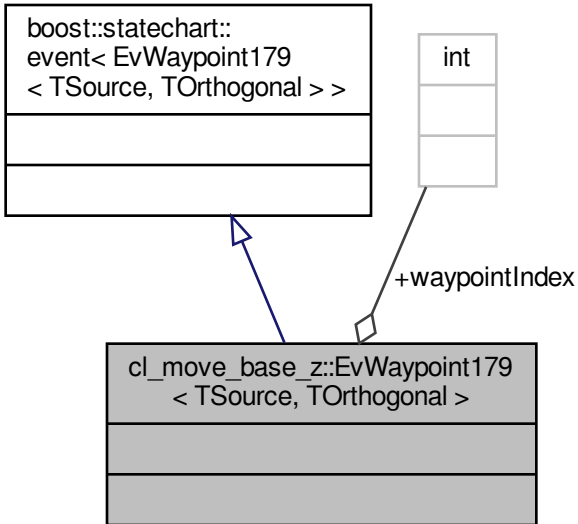 boost::statechart::
event< EvWaypoint179
< TSource, TOrthogonal > >
int
+waypointIndex
cl_move_base_z::EvWaypoint179
< TSource, TOrthogonal >